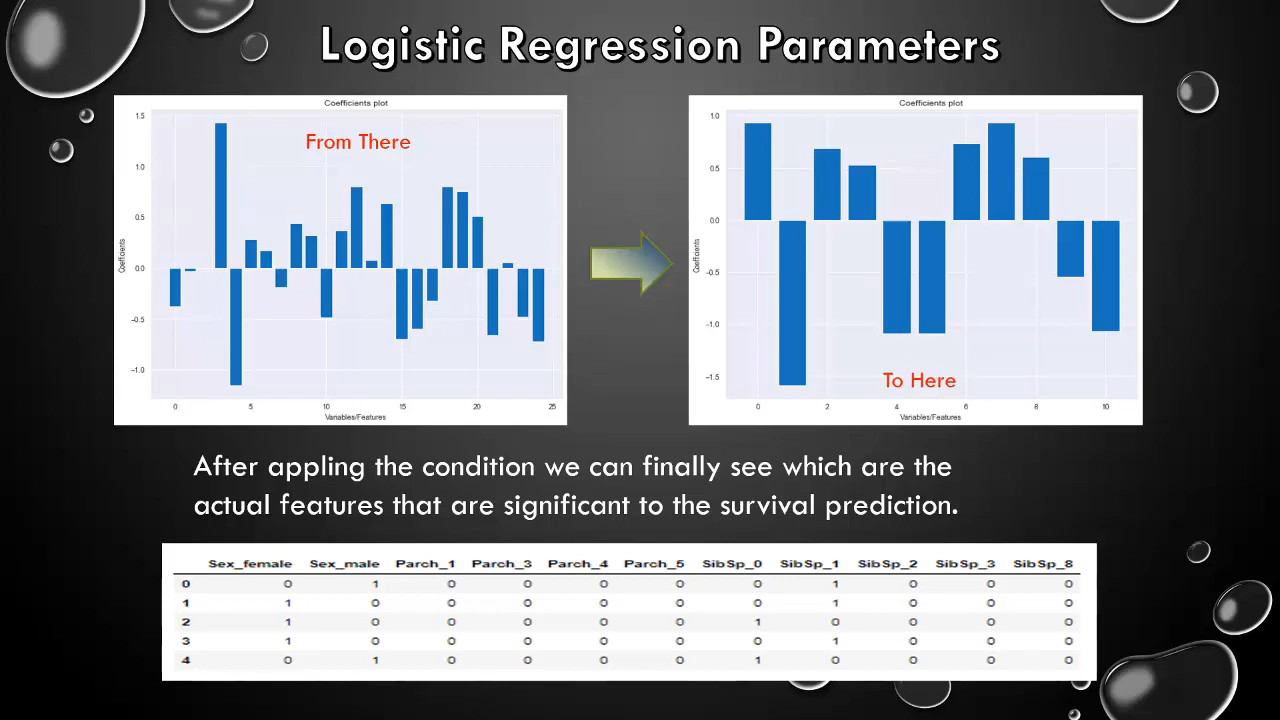 Logistic Regression Parameters
Coefficients plot
From There
1.5
1.0
0.5
0.0
−0.5
−1.0
Coefficients
0 5 10 15 20 25
Variables/Features
Coefficients plot
1.0
0.5
0.0
−0.5
−1.0
−1.5
Coefficients
To Here
0 2 4 6 8 10
Variables/Features
After appling the condition we can finally see which are the
actual features that are significant to the survival prediction.
Sex_female Sex_male Parch_1 Parch_3 Parch_4 Parch_5 SibSp_0 SibSp_1 SibSp_2 SibSp_3 SibSp_8
0 0 1 0 0 0 0 0 1 0 0 0
1 1 0 0 0 0 0 0 1 0 0 0
2 1 0 0 0 0 0 1 0 0 0 0
3 1 0 0 0 0 0 0 1 0 0 0
4 0 1 0 0 0 0 1 0 0 0 0